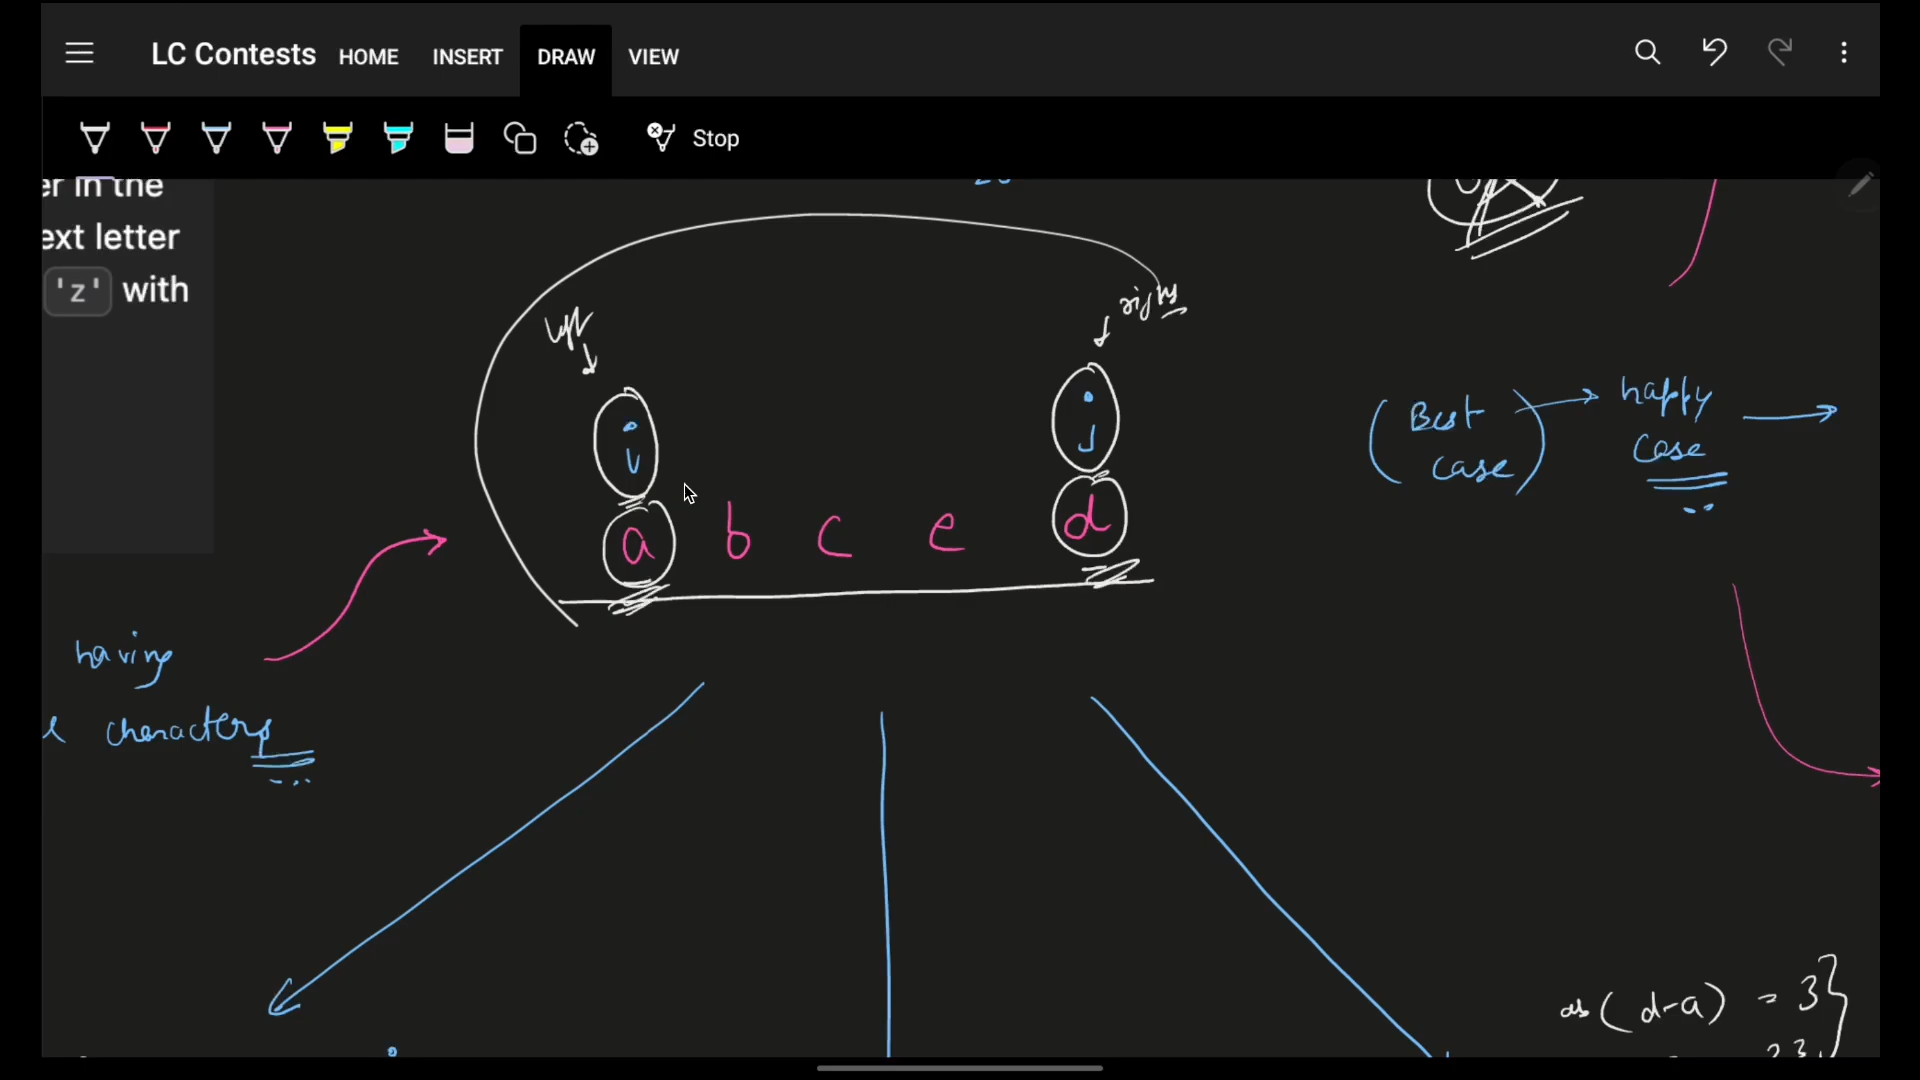 LC Contests HOME INSERT DRAW VIEW
Stop
er in the
ext letter
'z' with
left
right
i
j
a b c e d
(Best case) → happy case →
having
characters
abs (d-a) = 3
23